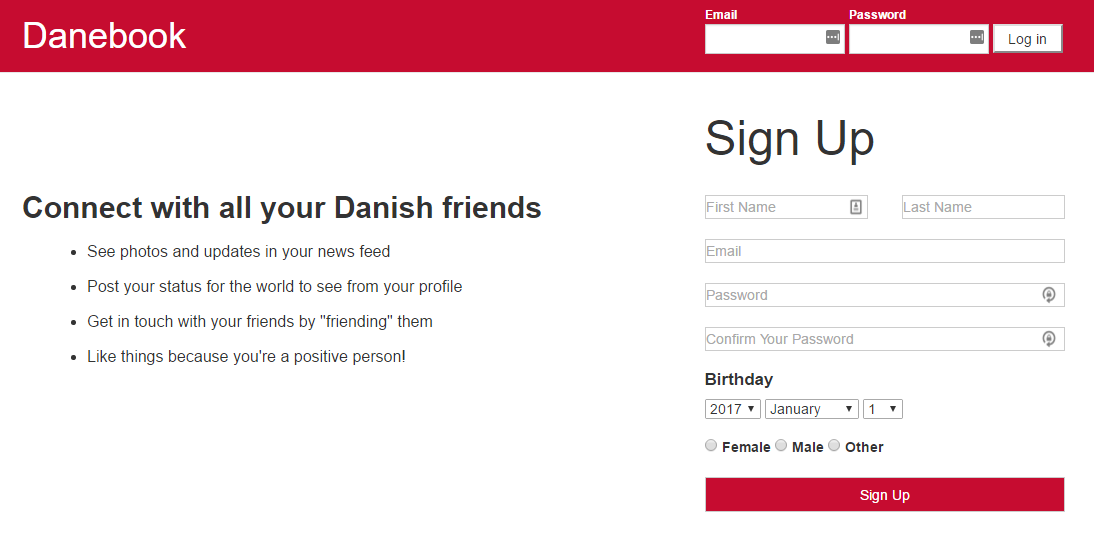 Danebook
Email Password
Log in
Sign Up
Connect with all your Danish friends
See photos and updates in your news feed
Post your status for the world to see from your profile
Get in touch with your friends by "friending" them
Like things because you're a positive person!
First Name Last Name
Email
Password
Confirm Your Password
Birthday
2017 January 1
Female Male Other
Sign Up